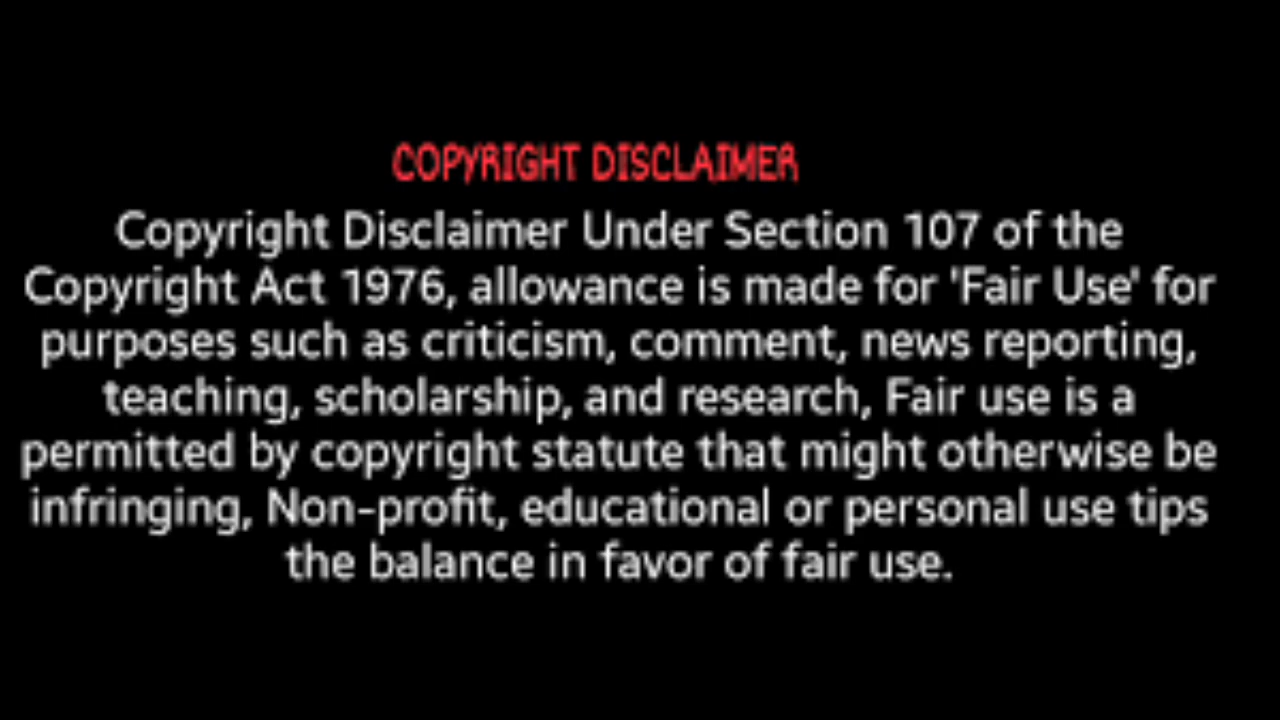 COPYRIGHT DISCLAIMER
Copyright Disclaimer Under Section 107 of the
Copyright Act 1976, allowance is made for 'Fair Use' for
purposes such as criticism, comment, news reporting,
teaching, scholarship, and research, Fair use is a
permitted by copyright statute that might otherwise be
infringing, Non-profit, educational or personal use tips
the balance in favor of fair use.